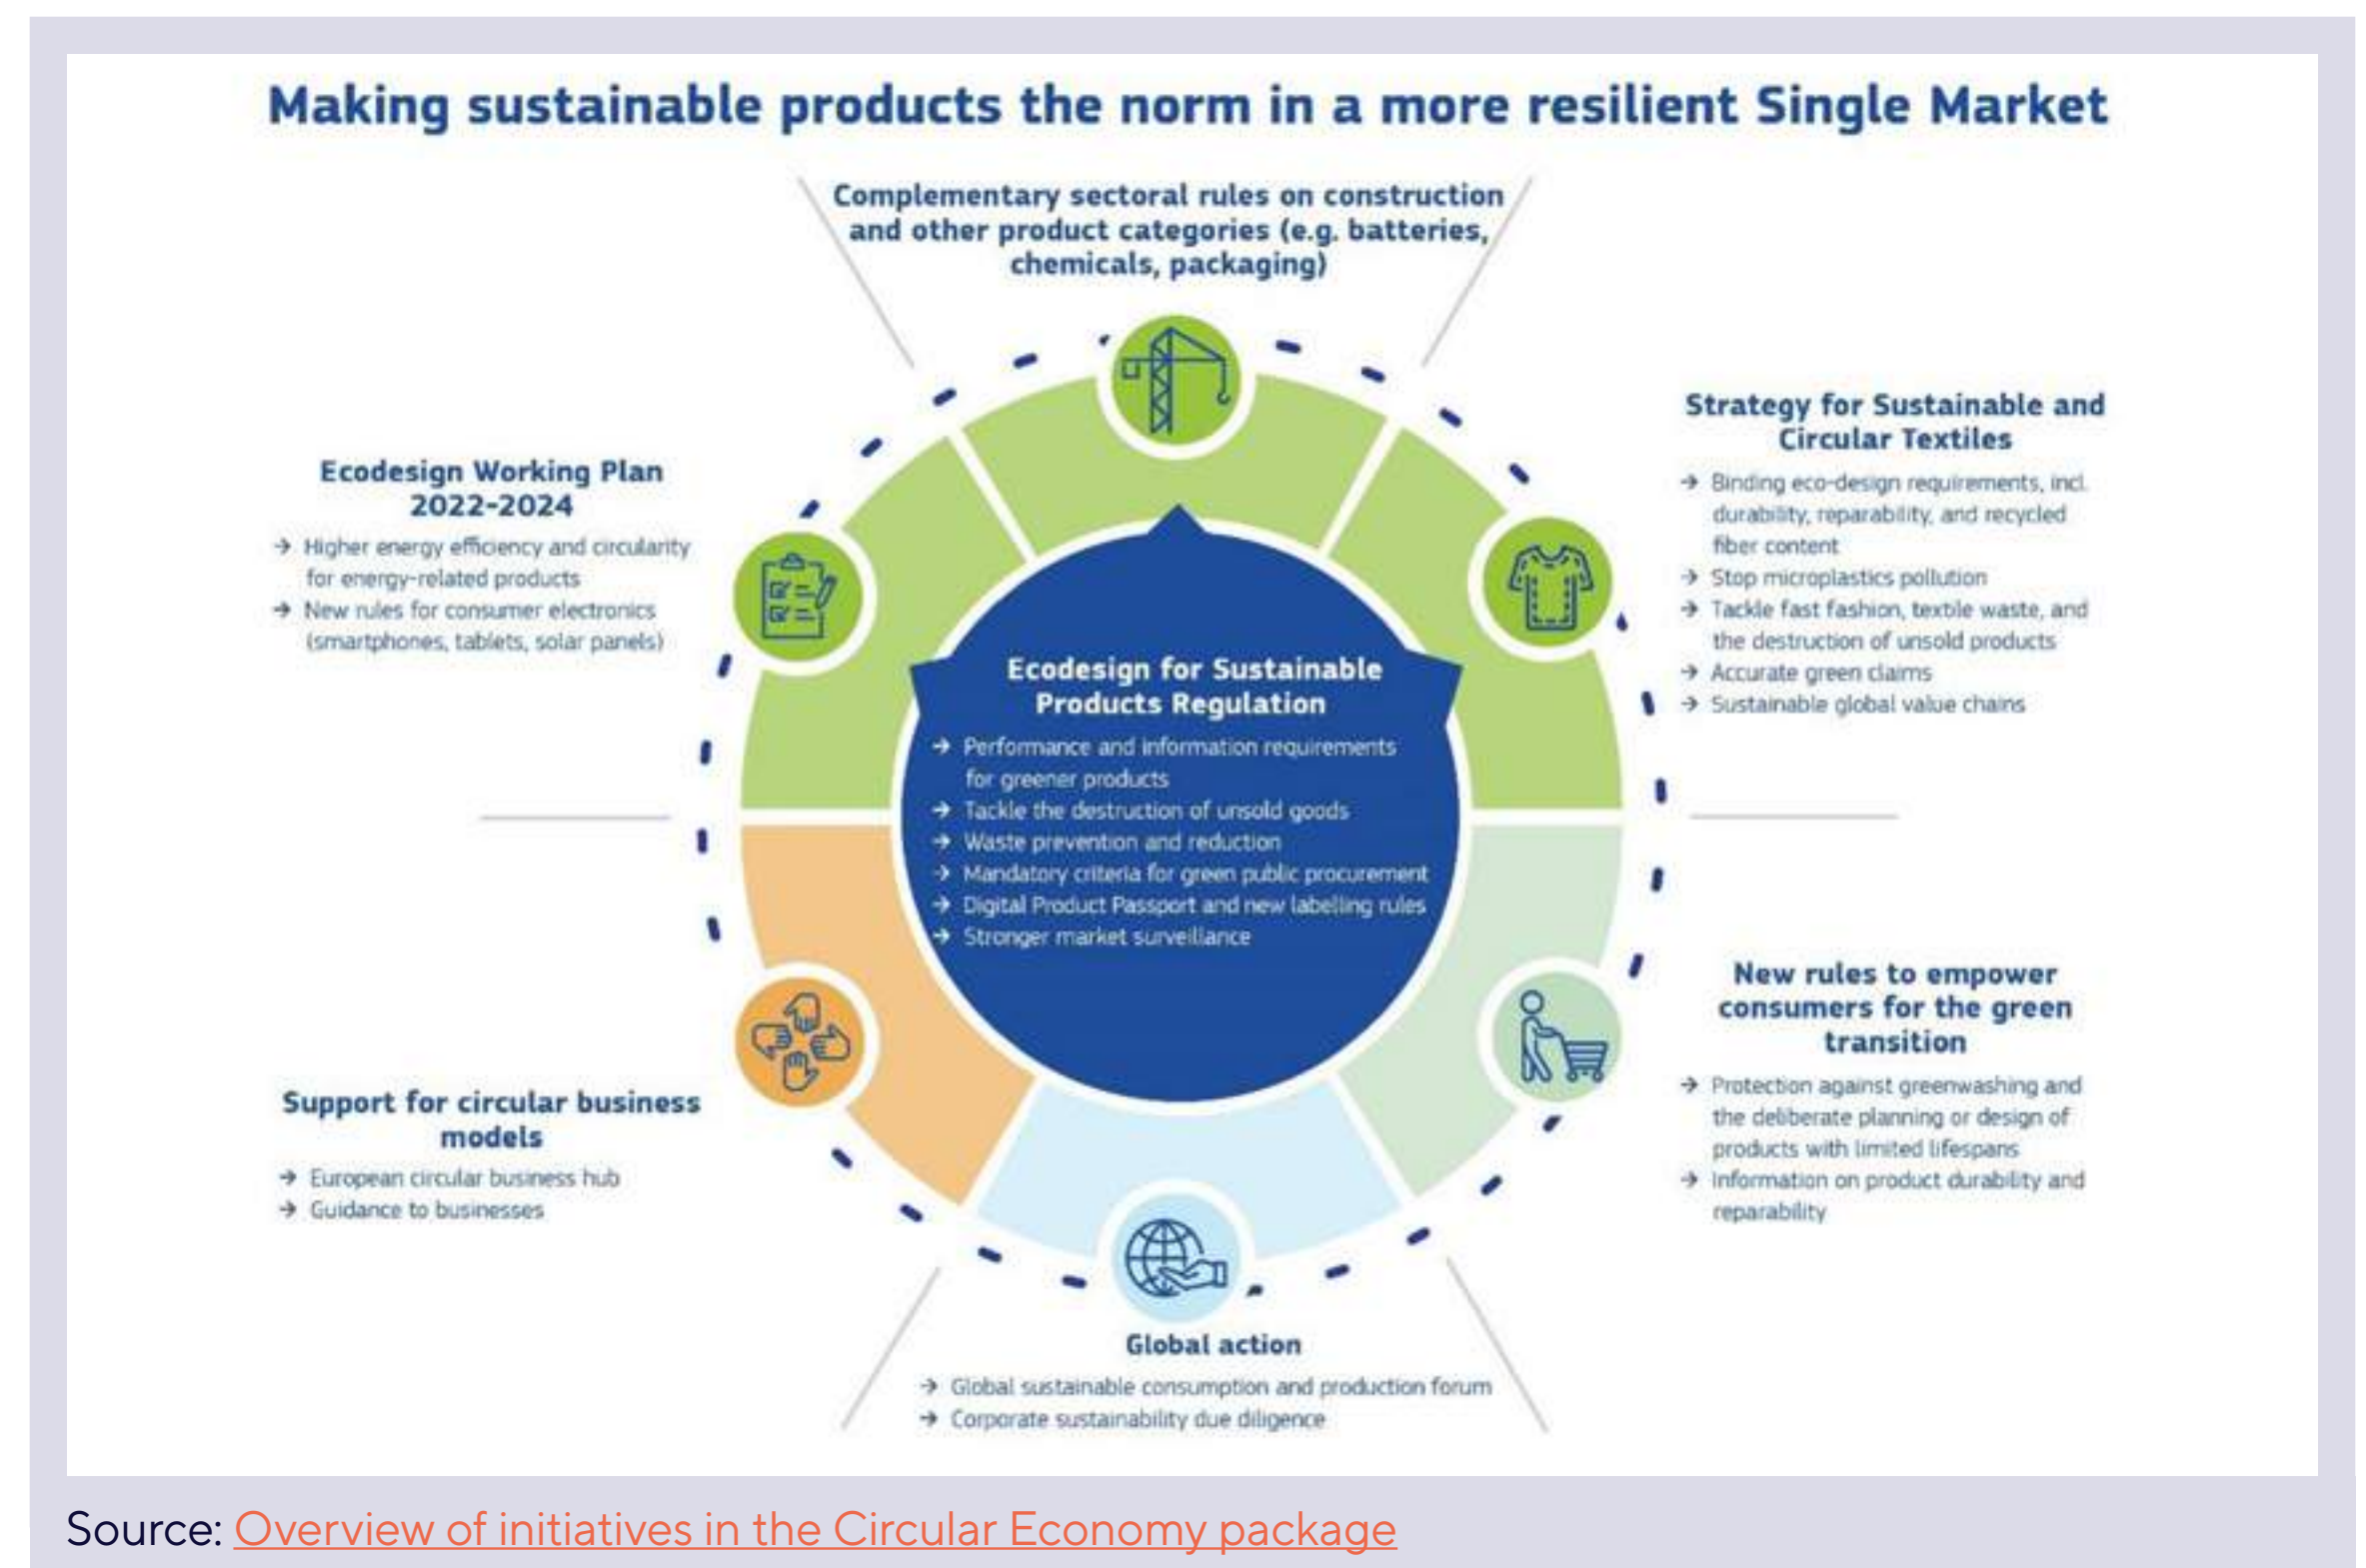 Making sustainable products the norm in a more resilient Single Market
Complementary sectoral rules on construction
and other product categories (e.g. batteries,
chemicals, packaging)
Strategy for Sustainable and
Circular Textiles
→ Binding eco-design requirements, incl.
durability, reparability, and recycled
fiber content
→ Stop microplastics pollution
→ Tackle fast fashion, textile waste, and
the destruction of unsold products
→ Accurate green claims
→ Sustainable global value chains
Ecodesign Working Plan
2022-2024
→ Higher energy efficiency and circularity
for energy-related products
→ New rules for consumer electronics
(smartphones, tablets, solar panels)
Ecodesign for Sustainable
Products Regulation
→ Performance and information requirements
for greener products
→ Tackle the destruction of unsold goods
→ Waste prevention and reduction
→ Mandatory criteria for green public procurement
→ Digital Product Passport and new labelling rules
→ Stronger market surveillance
New rules to empower
consumers for the green
transition
→ Protection against greenwashing and
the deliberate planning or design of
products with limited lifespans
→ Information on product durability and
reparability
Support for circular business
models
→ European circular business hub
→ Guidance to businesses
Global action
→ Global sustainable consumption and production forum
→ Corporate sustainability due diligence
Source: Overview of initiatives in the Circular Economy package